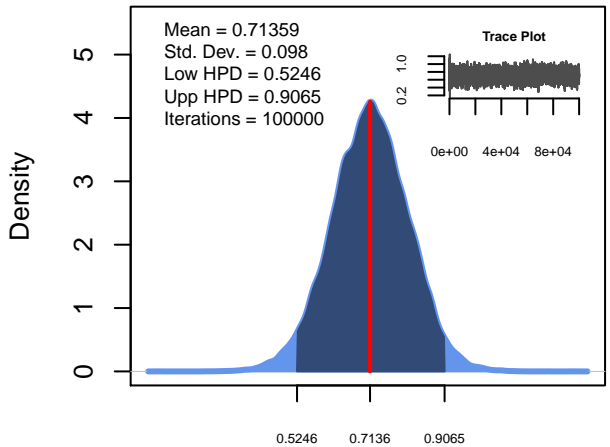 Mean = 0.71359
Std. Dev. = 0.098
Low HPD = 0.5246
Upp HPD = 0.9065
Iterations = 100000
Trace Plot
1.0
0.2
0e+00 4e+04 8e+04
Density
5
4
3
2
1
0
0.5246 0.7136 0.9065